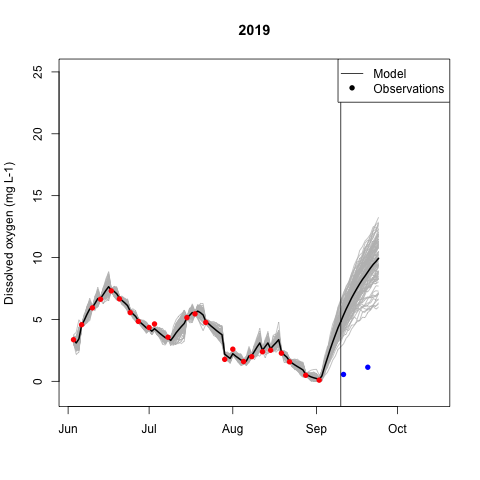 2019
Model
Observations
Dissolved oxygen (mg L-1)
25
20
15
10
5
0
Jun
Jul
Aug
Sep
Oct